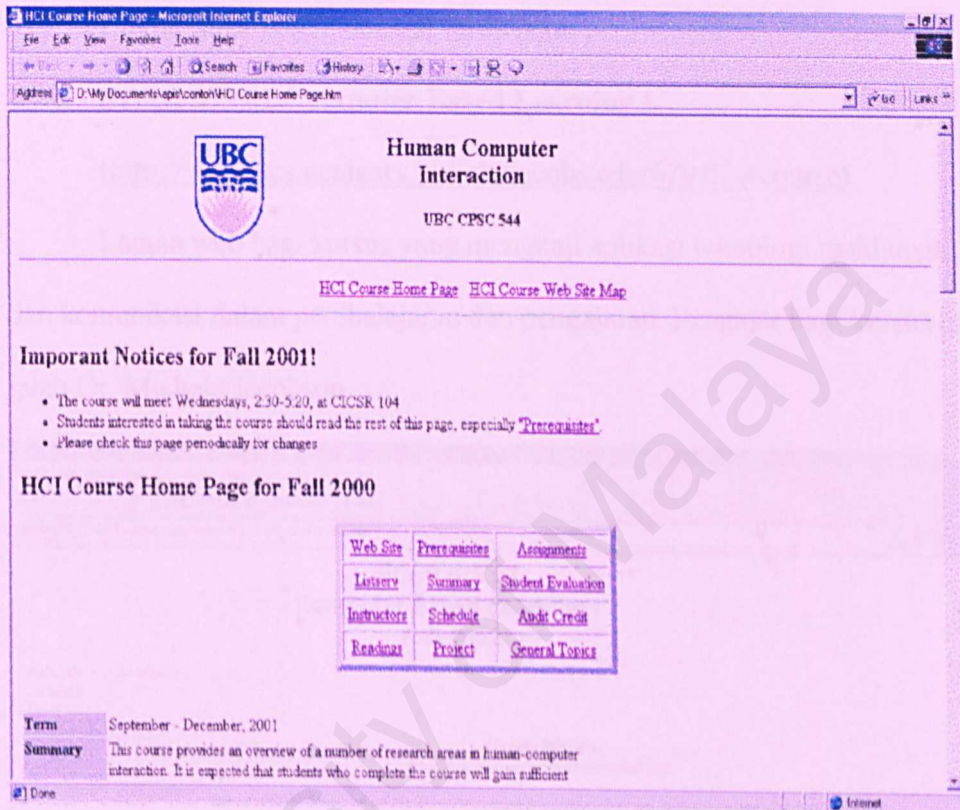 HCI Course Home Page - Microsoft Internet Explorer
File Edit View Favorites Tools Help
Back Search Favorites History
Address D:\My Documents\apis\contoh\HCI Course Home Page.htm Go Links »
UBC
Human Computer
Interaction
UBC CPSC 544
HCI Course Home Page HCI Course Web Site Map
Imporant Notices for Fall 2001!
• The course will meet Wednesdays, 2:30-5:20, at CICSR 104
• Students interested in taking the course should read the rest of this page, especially "Prerequisites".
• Please check this page periodically for changes
HCI Course Home Page for Fall 2000
Web Site Prerequisites Assignments
Listserv Summary Student Evaluation
Instructors Schedule Audit Credit
Readings Project General Topics
Term September - December, 2001
Summary This course provides an overview of a number of research areas in human-computer
interaction. It is expected that students who complete the course will gain sufficient
Done Internet
of Malaya